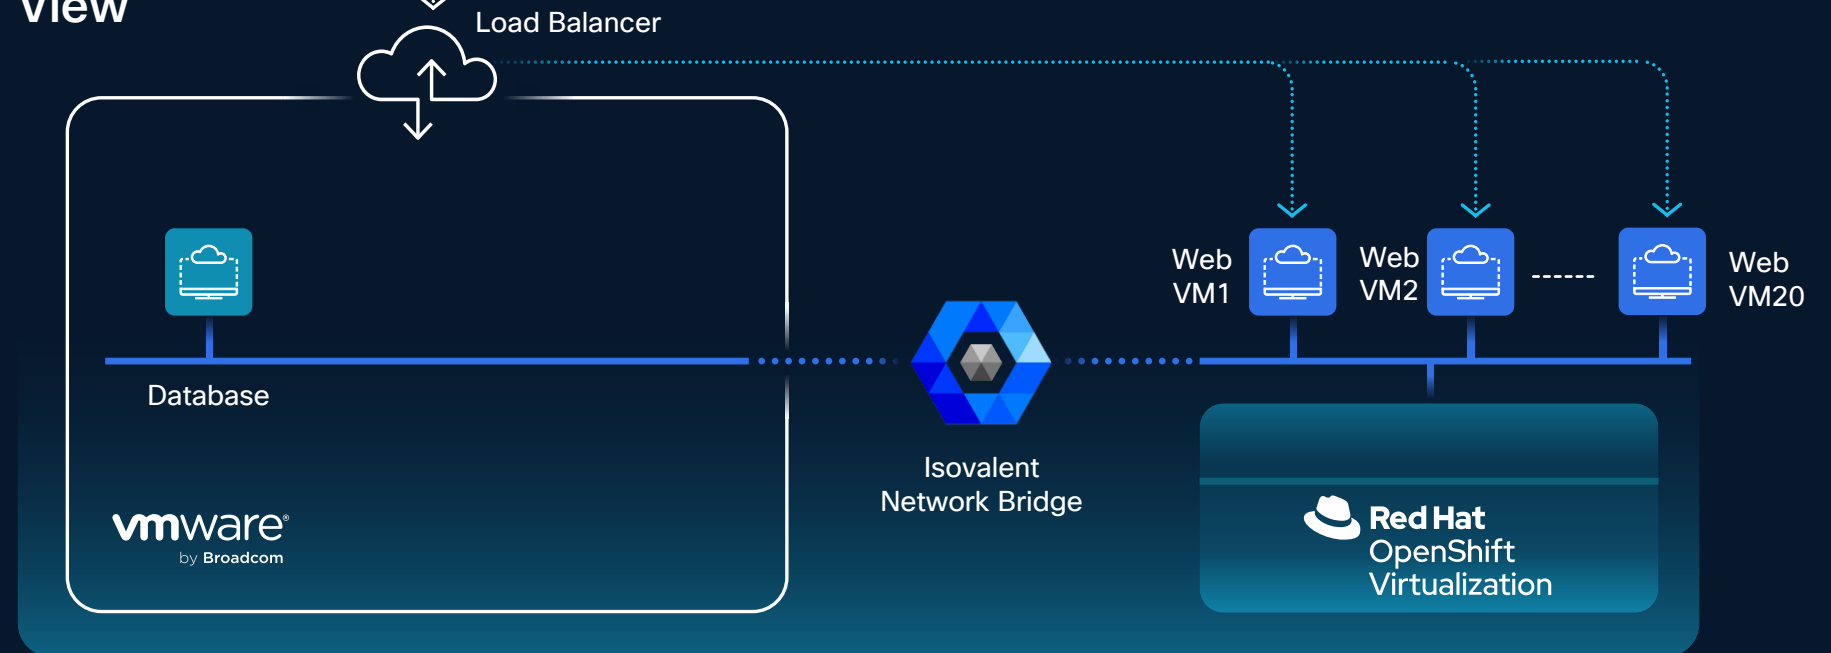 View
Load Balancer
Web
VM1
Web
VM2
Web
VM20
Database
Isovalent
Network Bridge
vmware®
by Broadcom
Red Hat
OpenShift
Virtualization